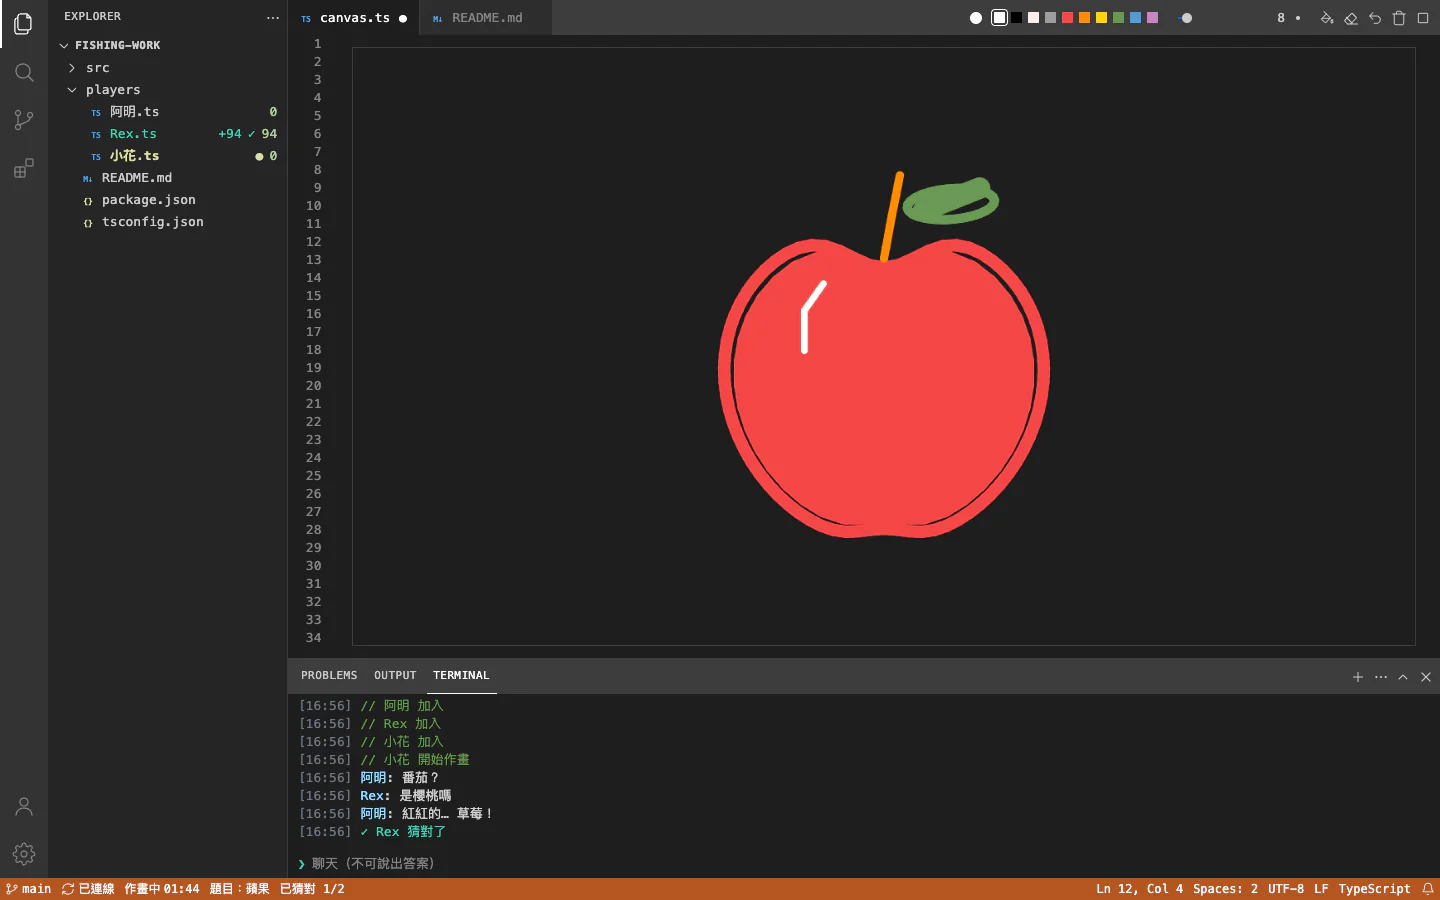 EXPLORER
FISHING-WORK
src
players
TS 阿明.ts 0
TS Rex.ts +94 ✓ 94
TS 小花.ts ● 0
M↓ README.md
{} package.json
{} tsconfig.json
TS canvas.ts ●
M↓ README.md
8
1
2
3
4
5
6
7
8
9
10
11
12
13
14
15
16
17
18
19
20
21
22
23
24
25
26
27
28
29
30
31
32
33
34
PROBLEMS OUTPUT TERMINAL
[16:56] // 阿明 加入
[16:56] // Rex 加入
[16:56] // 小花 加入
[16:56] // 小花 開始作畫
[16:56] 阿明: 番茄？
[16:56] Rex: 是櫻桃嗎
[16:56] 阿明: 紅紅的… 草莓！
[16:56] ✓ Rex 猜對了
❯ 聊天（不可說出答案）
main 已連線 作畫中 01:44 題目：蘋果 已猜對 1/2
Ln 12, Col 4 Spaces: 2 UTF-8 LF TypeScript